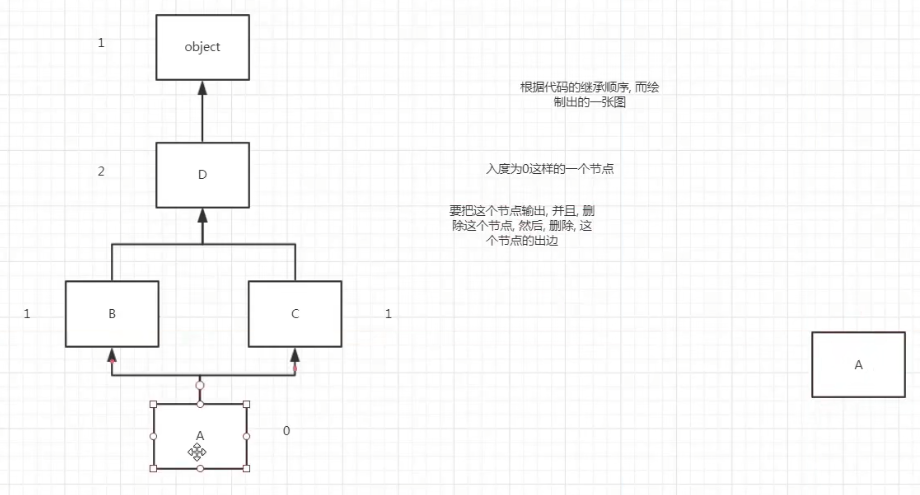 1
object
根据代码的继承顺序, 而绘
制出的一张图
2
D
入度为0这样的一个节点
要把这个节点输出, 并且, 删
除这个节点, 然后, 删除, 这
个节点的出边
1
B
C
1
A
A
0